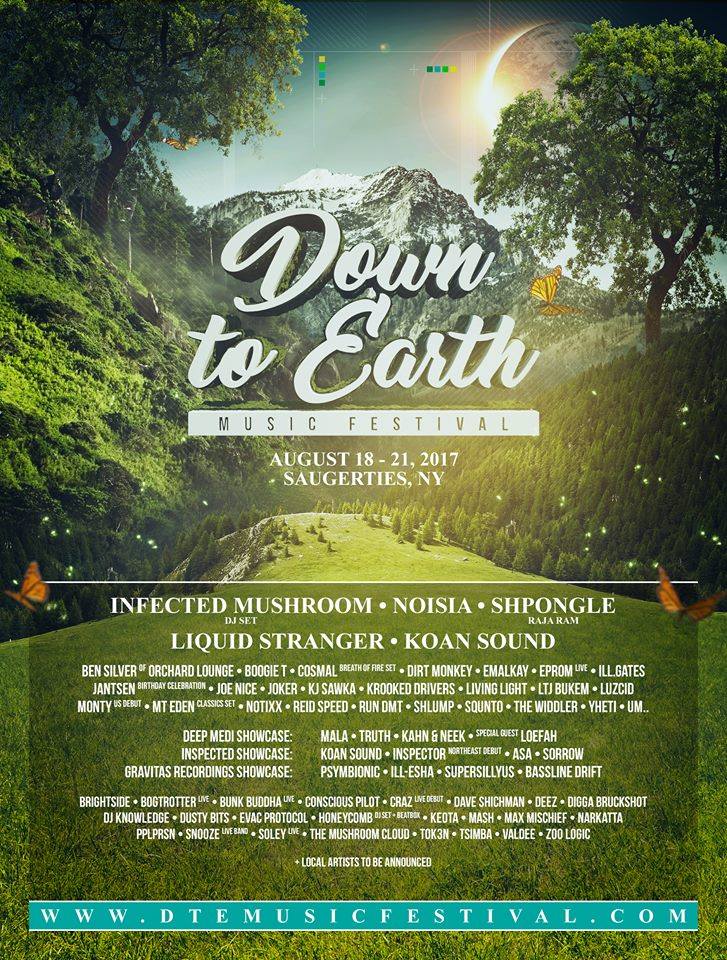 Down
to Earth
MUSIC FESTIVAL
AUGUST 18 - 21, 2017
SAUGERTIES, NY
INFECTED MUSHROOM • NOISIA • SHPONGLE
DJ SET RAJA RAM
LIQUID STRANGER • KOAN SOUND
BEN SILVER OF ORCHARD LOUNGE • BOOGIE T • COSMAL BREATH OF FIRE SET • DIRT MONKEY • EMALKAY • EPROM LIVE • ILL.GATES
JANTSEN BIRTHDAY CELEBRATION • JOE NICE • JOKER • KJ SAWKA • KROOKED DRIVERS • LIVING LIGHT • LTJ BUKEM • LUZCID
MONTY US DEBUT • MT EDEN CLASSICS SET • NOTIXX • REID SPEED • RUN DMT • SHLUMP • SQUNTO • THE WIDDLER • YHETI • UM..
DEEP MEDI SHOWCASE: MALA • TRUTH • KAHN & NEEK • SPECIAL GUEST LOEFAH
INSPECTED SHOWCASE: KOAN SOUND • INSPECTOR NORTHEAST DEBUT • ASA • SORROW
GRAVITAS RECORDINGS SHOWCASE: PSYMBIONIC • ILL-ESHA • SUPERSILLYUS • BASSLINE DRIFT
BRIGHTSIDE • BOGTROTTER LIVE • BUNK BUDDHA LIVE • CONSCIOUS PILOT • CRAZ LIVE DEBUT • DAVE SHICHMAN • DEEZ • DIGGA BRUCKSHOT
DJ KNOWLEDGE • DUSTY BITS • EVAC PROTOCOL • HONEYCOMB DJ SET + BEATBOX • KEOTA • MASH • MAX MISCHIEF • NARKATTA
PPLPRSN • SNOOZE LIVE BAND • SOLEY LIVE • THE MUSHROOM CLOUD • TOK3N • TSIMBA • VALDEE • ZOO LOGIC
+ LOCAL ARTISTS TO BE ANNOUNCED
WWW.DTEMUSICFESTIVAL.COM